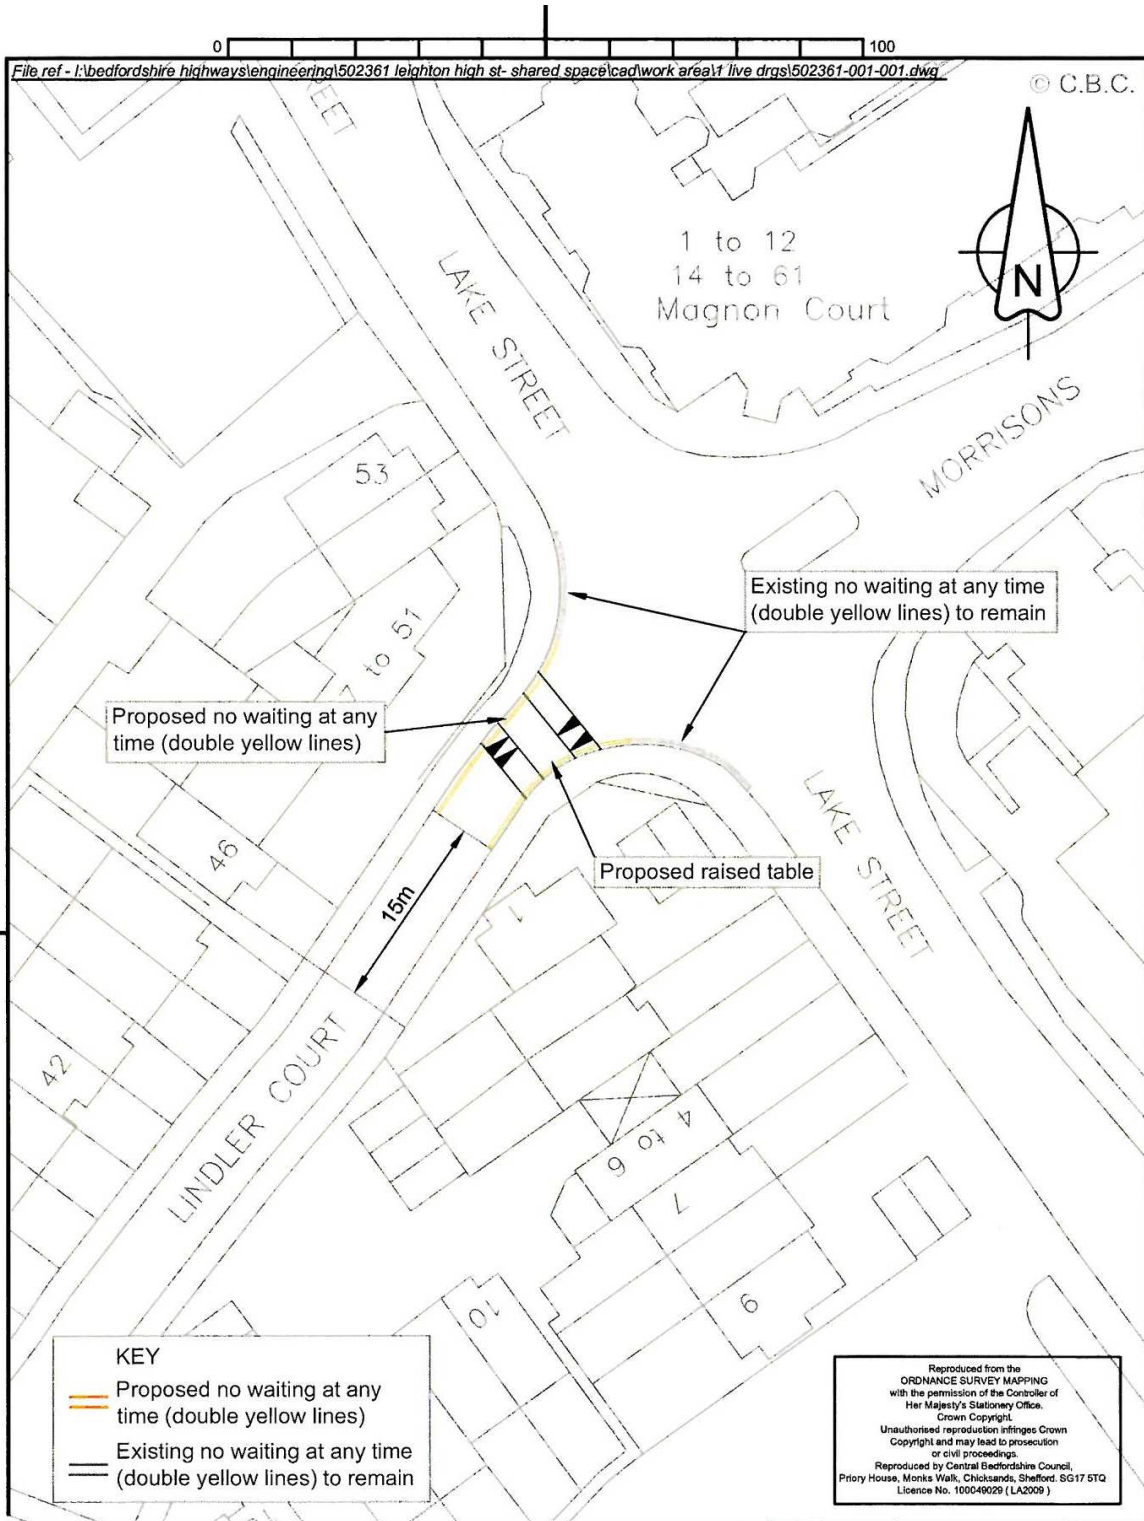 0
100
File ref - I:\bedfordshire highways\engineering\502361 leighton high st- shared space\cad\work area\1 live drgs\502361-001-001.dwg
© C.B.C.
REET
1 to 12
14 to 61
Magnon Court
N
LAKE STREET
MORRISONS
53
Existing no waiting at any time
(double yellow lines) to remain
7 to 51
Proposed no waiting at any
time (double yellow lines)
LAKE STREET
46
Proposed raised table
1
15m
42
LINDLER COURT
4 to 6
7
9
10
KEY
Proposed no waiting at any
time (double yellow lines)
Existing no waiting at any time
(double yellow lines) to remain
Reproduced from the
ORDNANCE SURVEY MAPPING
with the permission of the Controller of
Her Majesty's Stationery Office.
Crown Copyright.
Unauthorised reproduction infringes Crown
Copyright and may lead to prosecution
or civil proceedings.
Reproduced by Central Bedfordshire Council,
Priory House, Monks Walk, Chicksands, Shefford. SG17 5TQ
Licence No. 100049029 ( LA2009 )